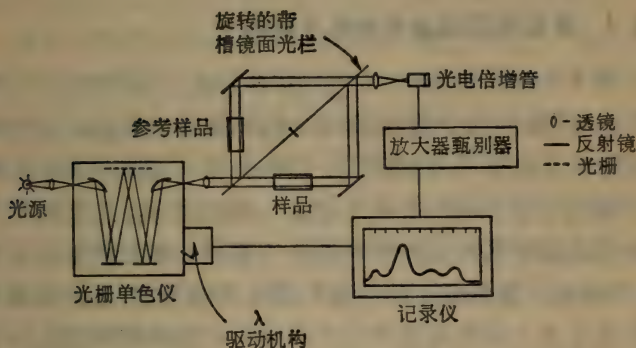 旋转的带
槽镜面光栏
光电倍增管
参考样品
放大器甄别器
0-透镜
—反射镜
---光栅
光源
样品
光栅单色仪
λ
驱动机构
记录仪